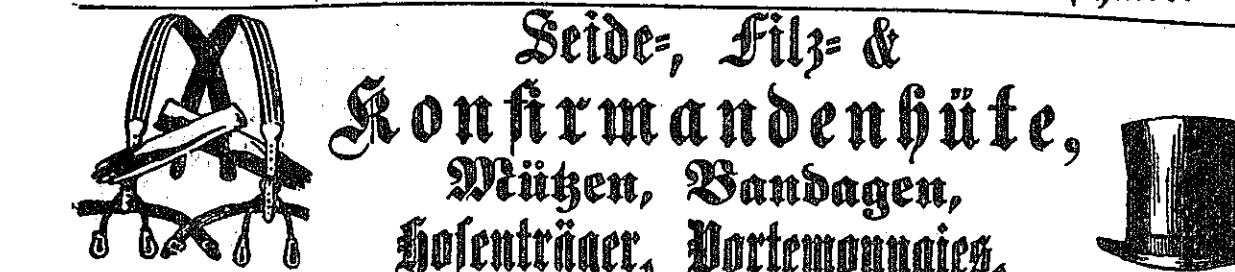 Seide=, Filz= &
Konfirmandenhüte,
Mützen, Bandagen,
Hosenträger, Portemonnaies,